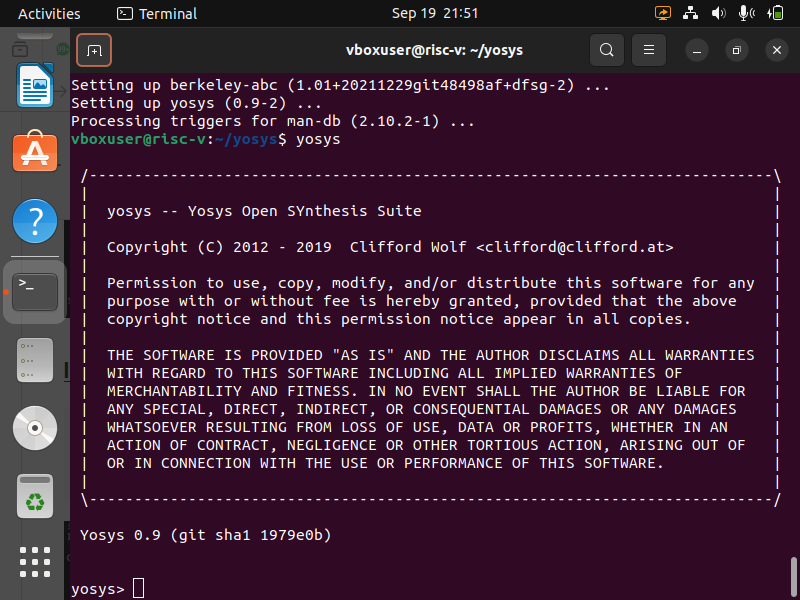 Activities
Terminal
Sep 19 21:51
vboxuser@risc-v: ~/yosys
Setting up berkeley-abc (1.01+20211229git48498af+dfsg-2) ...
Setting up yosys (0.9-2) ...
Processing triggers for man-db (2.10.2-1) ...
vboxuser@risc-v:~/yosys$ yosys
/----------------------------------------------------------------------------\
|                                                                            |
|  yosys -- Yosys Open SYnthesis Suite                                       |
|                                                                            |
|  Copyright (C) 2012 - 2019  Clifford Wolf <clifford@clifford.at>           |
|                                                                            |
|  Permission to use, copy, modify, and/or distribute this software for any  |
|  purpose with or without fee is hereby granted, provided that the above    |
|  copyright notice and this permission notice appear in all copies.         |
|                                                                            |
|  THE SOFTWARE IS PROVIDED "AS IS" AND THE AUTHOR DISCLAIMS ALL WARRANTIES  |
|  WITH REGARD TO THIS SOFTWARE INCLUDING ALL IMPLIED WARRANTIES OF          |
|  MERCHANTABILITY AND FITNESS. IN NO EVENT SHALL THE AUTHOR BE LIABLE FOR   |
|  ANY SPECIAL, DIRECT, INDIRECT, OR CONSEQUENTIAL DAMAGES OR ANY DAMAGES    |
|  WHATSOEVER RESULTING FROM LOSS OF USE, DATA OR PROFITS, WHETHER IN AN     |
|  ACTION OF CONTRACT, NEGLIGENCE OR OTHER TORTIOUS ACTION, ARISING OUT OF   |
|  OR IN CONNECTION WITH THE USE OR PERFORMANCE OF THIS SOFTWARE.            |
|                                                                            |
\----------------------------------------------------------------------------/
Yosys 0.9 (git sha1 1979e0b)
yosys>